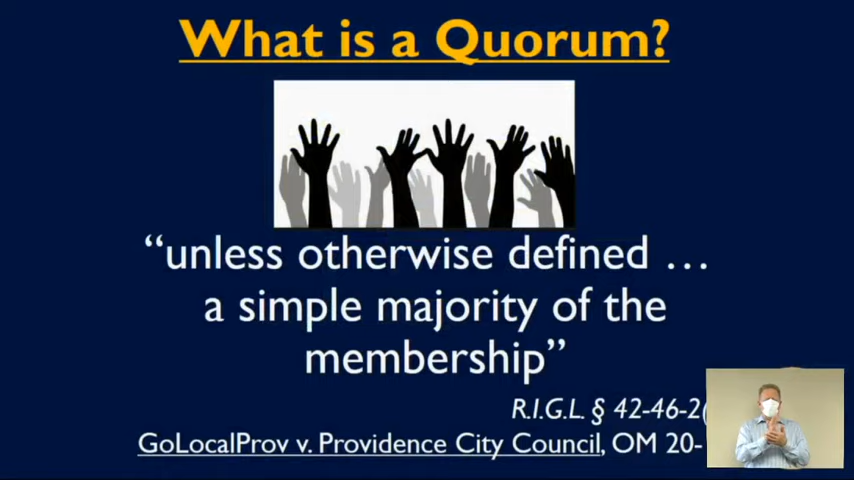 What is a Quorum?
“unless otherwise defined …
a simple majority of the
membership”
R.I.G.L. § 42-46-2(
GoLocalProv v. Providence City Council, OM 20-